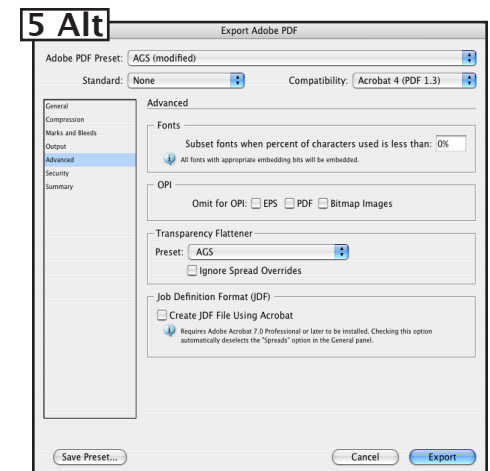 5 Alt
Export Adobe PDF
Adobe PDF Preset: AGS (modified)
Standard: None Compatibility: Acrobat 4 (PDF 1.3)
General
Compression
Marks and Bleeds
Output
Advanced
Security
Summary
Advanced
Fonts
Subset fonts when percent of characters used is less than: 0%
All fonts with appropriate embedding bits will be embedded.
OPI
Omit for OPI: EPS PDF Bitmap Images
Transparency Flattener
Preset: AGS
Ignore Spread Overrides
Job Definition Format (JDF)
Create JDF File Using Acrobat
Requires Adobe Acrobat 7.0 Professional or later to be installed. Checking this option
automatically deselects the "Spreads" option in the General panel.
Save Preset... Cancel Export